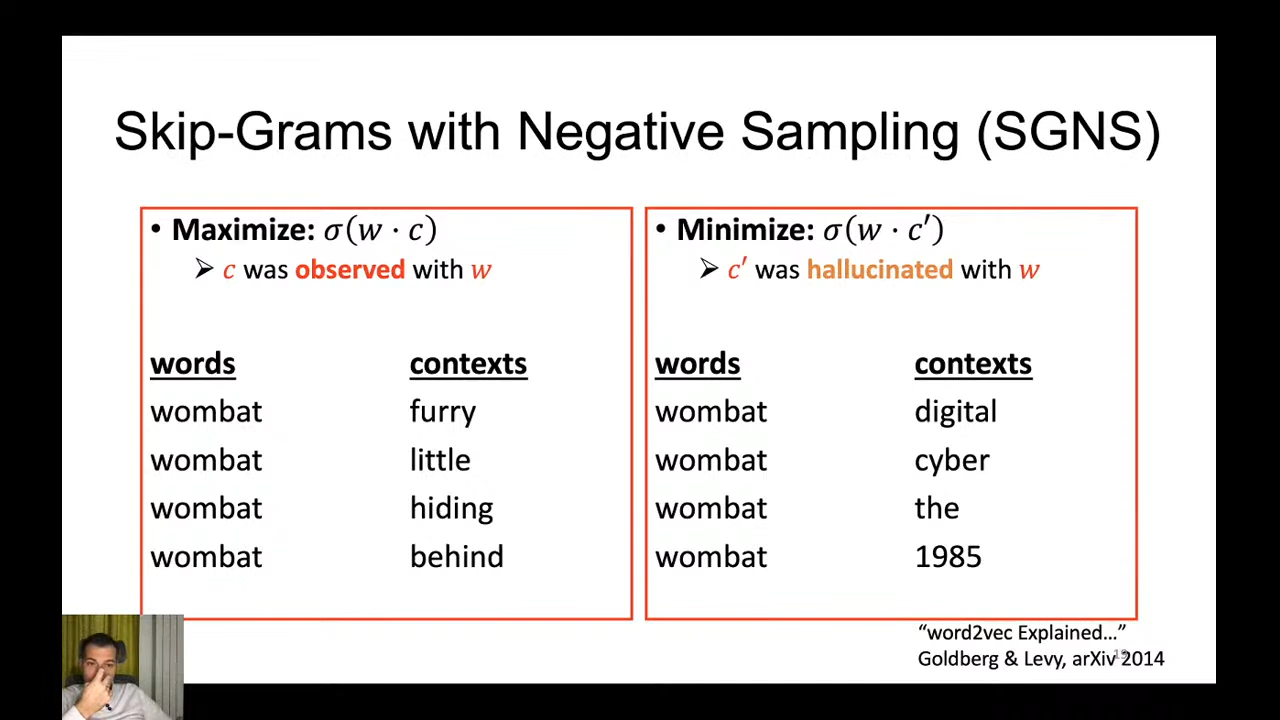 Skip-Grams with Negative Sampling (SGNS)
• Maximize: σ(w · c)
➢ c was observed with w
words contexts
wombat furry
wombat little
wombat hiding
wombat behind
• Minimize: σ(w · c′)
➢ c′ was hallucinated with w
words contexts
wombat digital
wombat cyber
wombat the
wombat 1985
“word2vec Explained…”
Goldberg & Levy, arXiv 2014
19